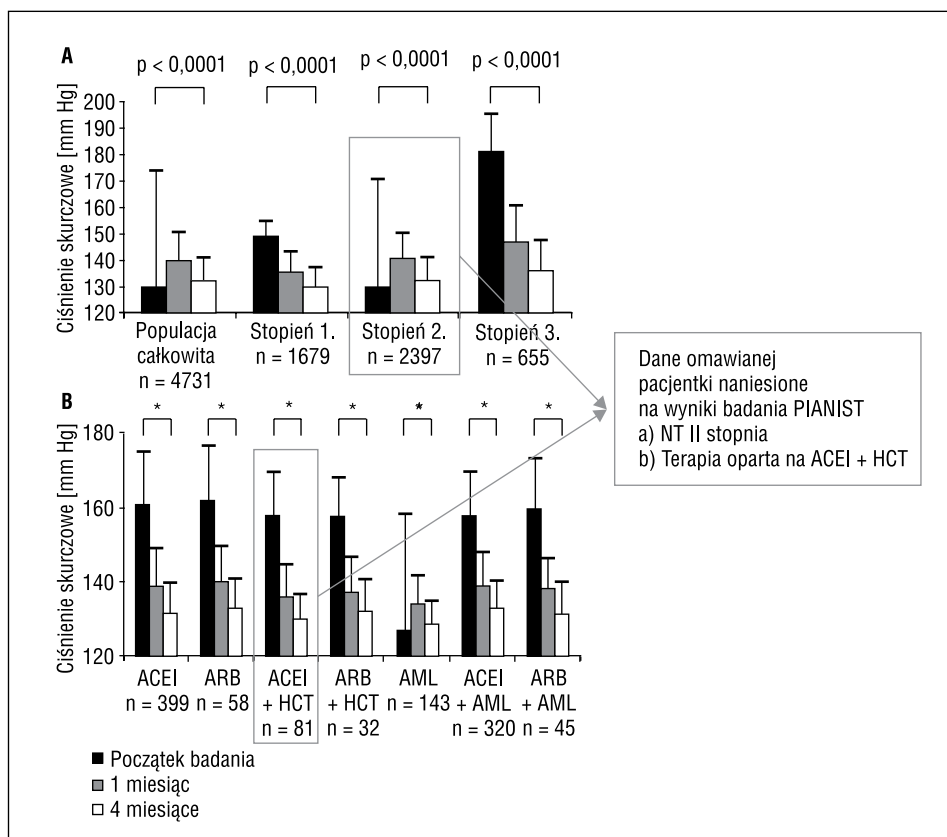 A
p < 0,0001 p < 0,0001 p < 0,0001 p < 0,0001
Ciśnienie skurczowe [mm Hg]
200
190
180
170
160
150
140
130
120
Populacja
całkowita
n = 4731
Stopień 1.
n = 1679
Stopień 2.
n = 2397
Stopień 3.
n = 655
Dane omawianej
pacjentki naniesione
na wyniki badania PIANIST
a) NT II stopnia
b) Terapia oparta na ACEI + HCT
B
* * * * * * *
Ciśnienie skurczowe [mm Hg]
180
160
140
120
ACEI
n = 399
ARB
n = 58
ACEI
+ HCT
n = 81
ARB
+ HCT
n = 32
AML
n = 143
ACEI
+ AML
n = 320
ARB
+ AML
n = 45
Początek badania
1 miesiąc
4 miesiące